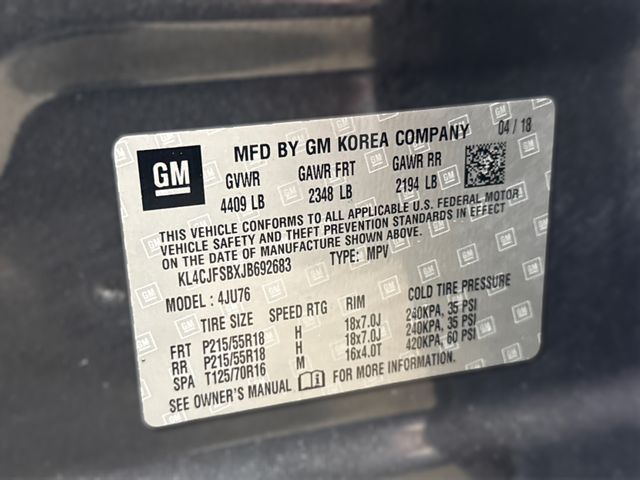 GM
MFD BY GM KOREA COMPANY 04 / 18
GVWR GAWR FRT GAWR RR
4409 LB 2348 LB 2194 LB
THIS VEHICLE CONFORMS TO ALL APPLICABLE U.S. FEDERAL MOTOR
VEHICLE SAFETY AND THEFT PREVENTION STANDARDS IN EFFECT
ON THE DATE OF MANUFACTURE SHOWN ABOVE.
KL4CJFSBXJB692683 TYPE: MPV
MODEL : 4JU76
TIRE SIZE SPEED RTG RIM COLD TIRE PRESSURE
FRT P215/55R18 H 18x7.0J 240KPA, 35 PSI
RR P215/55R18 H 18x7.0J 240KPA, 35 PSI
SPA T125/70R16 M 16x4.0T 420KPA, 60 PSI
SEE OWNER'S MANUAL FOR MORE INFORMATION.